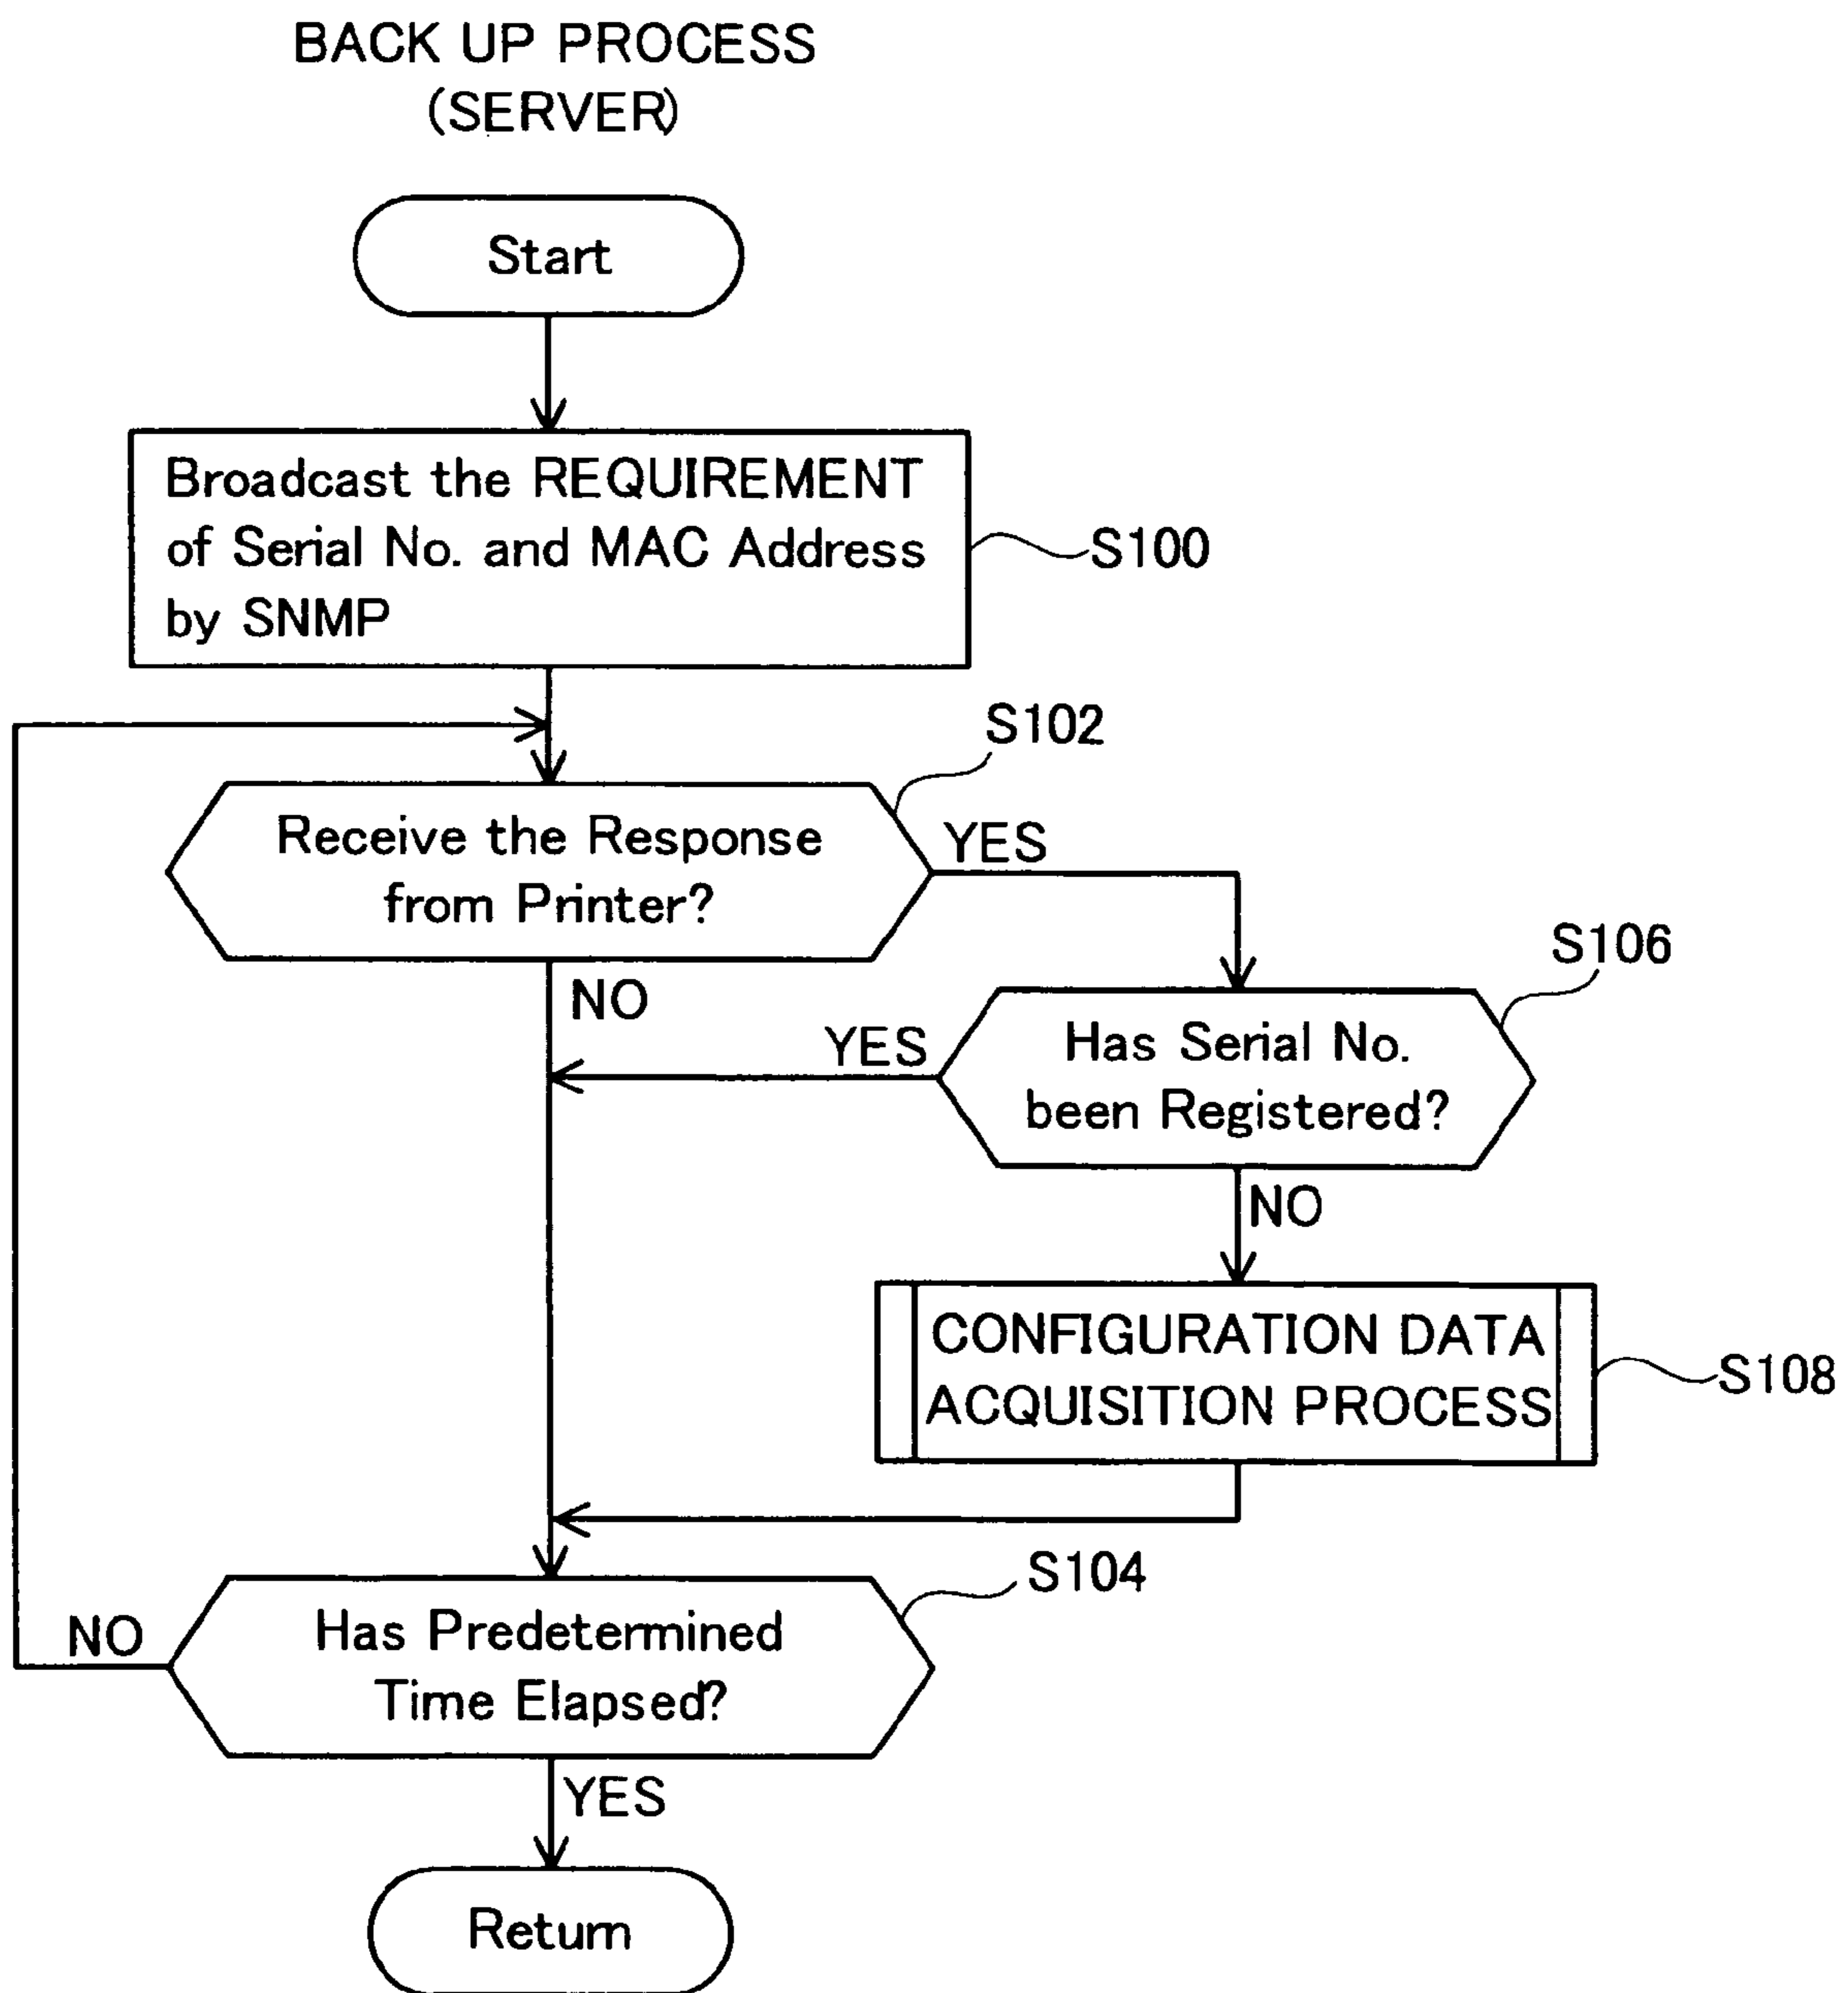 BACK UP PROCESS
(SERVER)
Start
Broadcast the REQUIREMENT
of Serial No. and MAC Address
by SNMP
S100
S102
Receive the Response
from Printer?
YES
NO
S106
Has Serial No.
been Registered?
YES
NO
CONFIGURATION DATA
ACQUISITION PROCESS
S108
S104
Has Predetermined
Time Elapsed?
NO
YES
Return